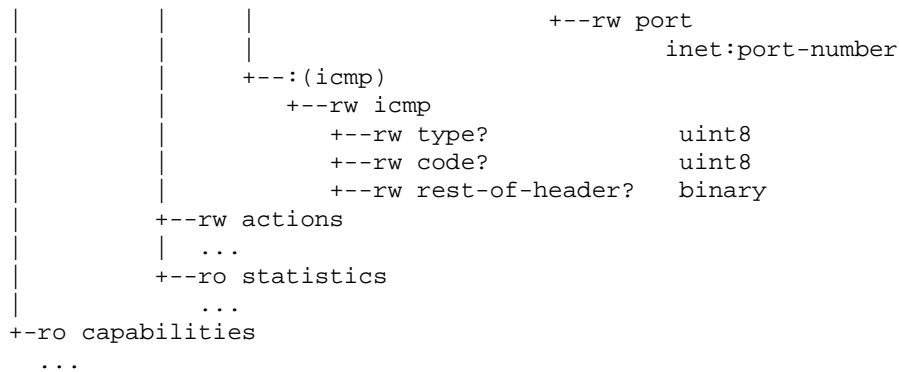 |         |     |                    +--rw port
|         |     |                            inet:port-number
|         |     +--:(icmp)
|         |        +--rw icmp
|         |           +--rw type?             uint8
|         |           +--rw code?             uint8
|         |           +--rw rest-of-header?   binary
|         +--rw actions
|         |  ...
|         +--ro statistics
|            ...
+-ro capabilities
  ...